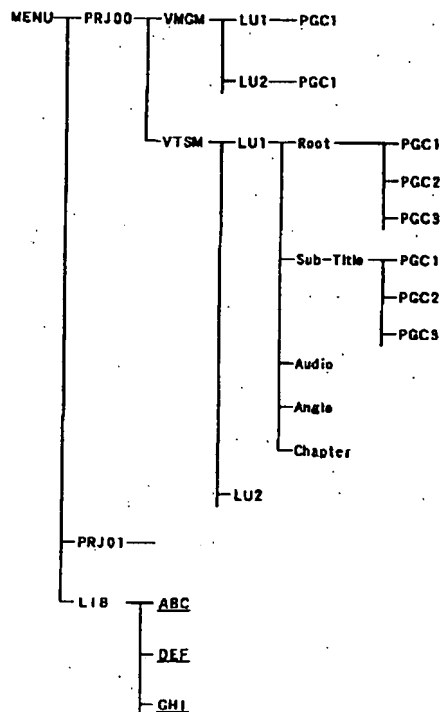 MENU PRJ00 VMGM LU1 PGC1
LU2 PGC1
VTSM LU1 Root PGC1
PGC2
PGC3
Sub-Title PGC1
PGC2
PGC3
Audio
Angle
Chapter
LU2
PRJ01
LIB ABC
DEF
GHI